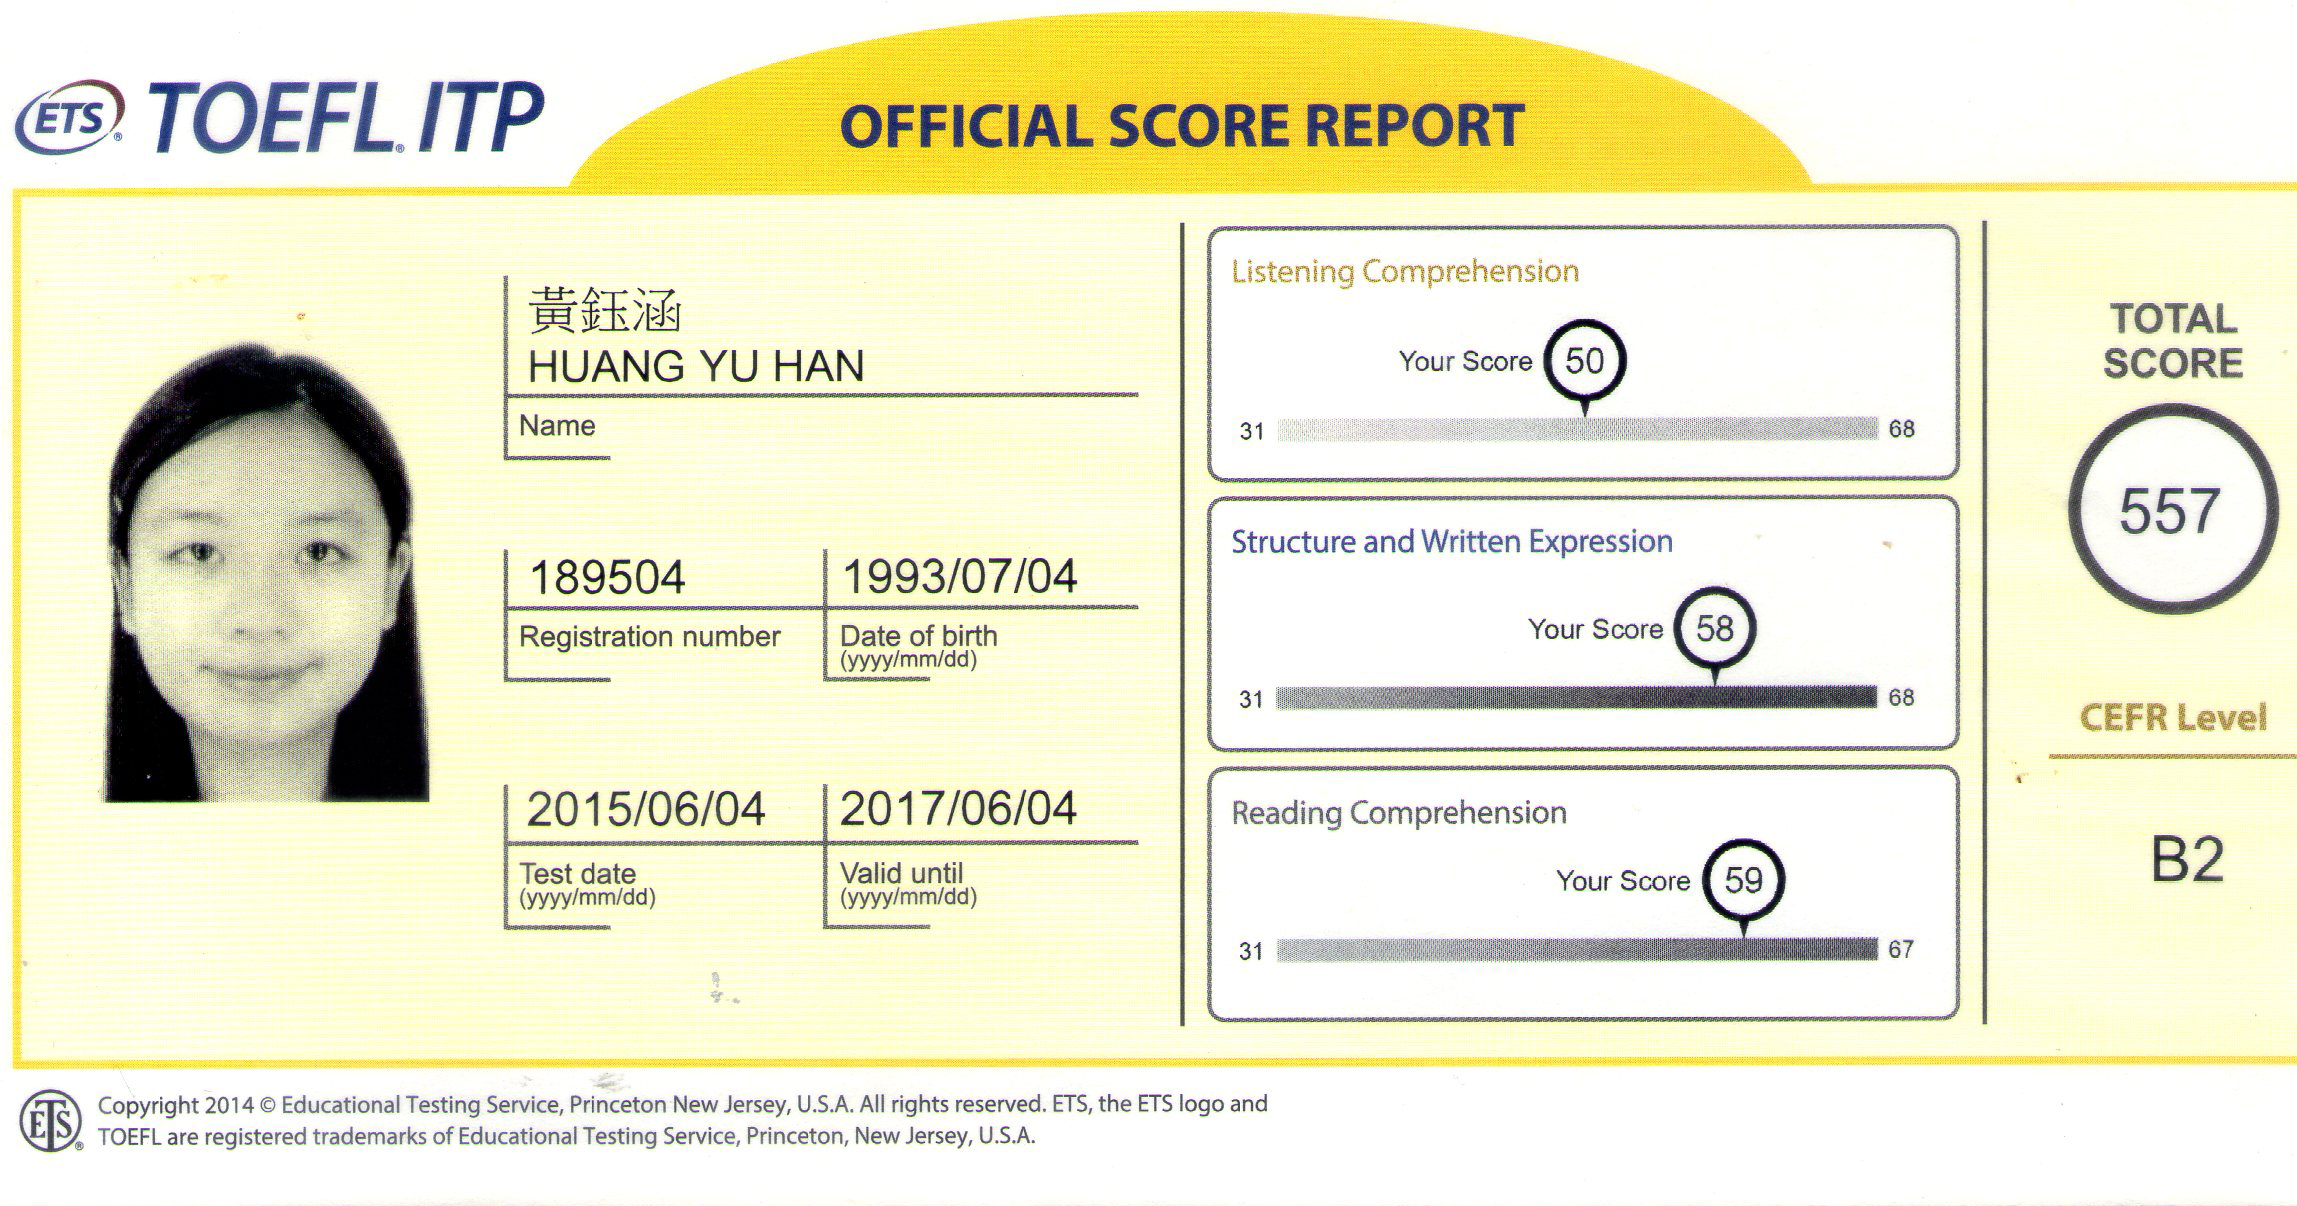 ETS® TOEFL® ITP
OFFICIAL SCORE REPORT
黃鈺涵
HUANG YU HAN
Name
189504
Registration number
1993/07/04
Date of birth
(yyyy/mm/dd)
2015/06/04
Test date
(yyyy/mm/dd)
2017/06/04
Valid until
(yyyy/mm/dd)
Listening Comprehension
Your Score 50
31 68
Structure and Written Expression
Your Score 58
31 68
Reading Comprehension
Your Score 59
31 67
TOTAL
SCORE
557
CEFR Level
B2
ETS®
Copyright 2014 © Educational Testing Service, Princeton New Jersey, U.S.A. All rights reserved. ETS, the ETS logo and
TOEFL are registered trademarks of Educational Testing Service, Princeton, New Jersey, U.S.A.